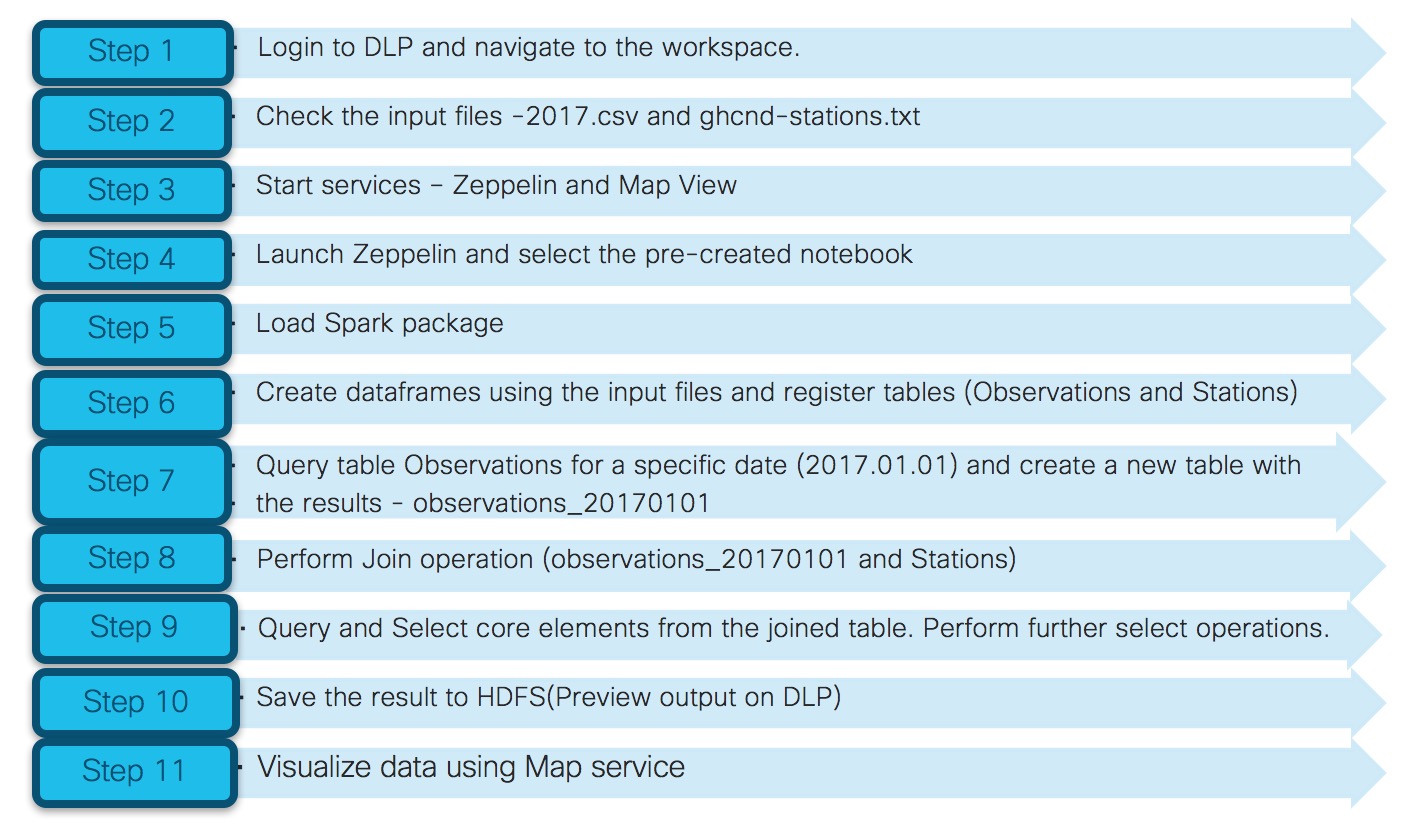 Step 1
Login to DLP and navigate to the workspace.
Step 2
Check the input files -2017.csv and ghcnd-stations.txt
Step 3
Start services - Zeppelin and Map View
Step 4
Launch Zeppelin and select the pre-created notebook
Step 5
Load Spark package
Step 6
Create dataframes using the input files and register tables (Observations and Stations)
Step 7
Query table Observations for a specific date (2017.01.01) and create a new table with
the results - observations_20170101
Step 8
Perform Join operation (observations_20170101 and Stations)
Step 9
Query and Select core elements from the joined table. Perform further select operations.
Step 10
Save the result to HDFS(Preview output on DLP)
Step 11
Visualize data using Map service